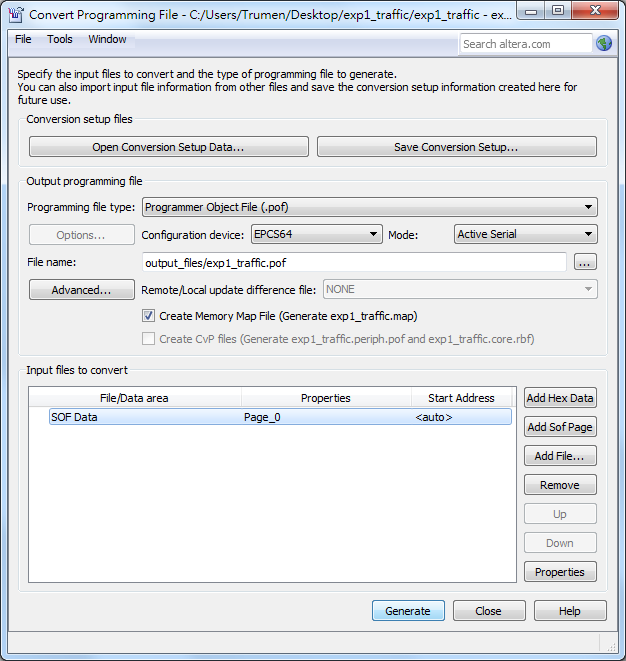 Convert Programming File - C:/Users/Trumen/Desktop/exp1_traffic/exp1_traffic - ex...
File Tools Window
Search altera.com
Specify the input files to convert and the type of programming file to generate.
You can also import input file information from other files and save the conversion setup information created here for
future use.
Conversion setup files
Open Conversion Setup Data... Save Conversion Setup...
Output programming file
Programming file type: Programmer Object File (.pof)
Options... Configuration device: EPCS64 Mode: Active Serial
File name: output_files/exp1_traffic.pof ...
Advanced... Remote/Local update difference file: NONE
Create Memory Map File (Generate exp1_traffic.map)
Create CvP files (Generate exp1_traffic.periph.pof and exp1_traffic.core.rbf)
Input files to convert
File/Data area Properties Start Address
SOF Data Page_0 <auto>
Add Hex Data
Add Sof Page
Add File...
Remove
Up
Down
Properties
Generate Close Help